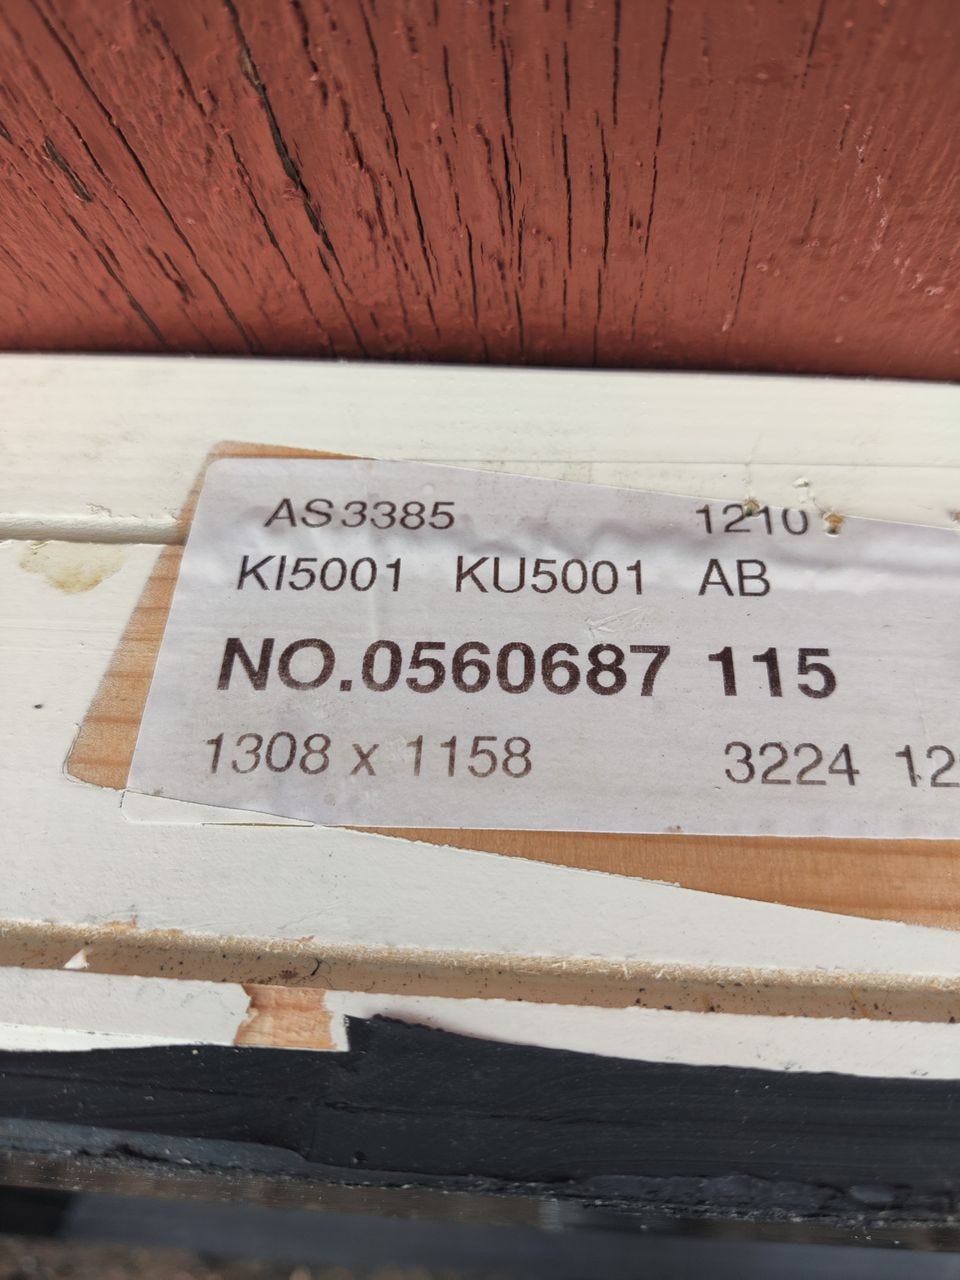 AS3385 1210
KI5001 KU5001 AB
NO.0560687 115
1308 x 1158 3224